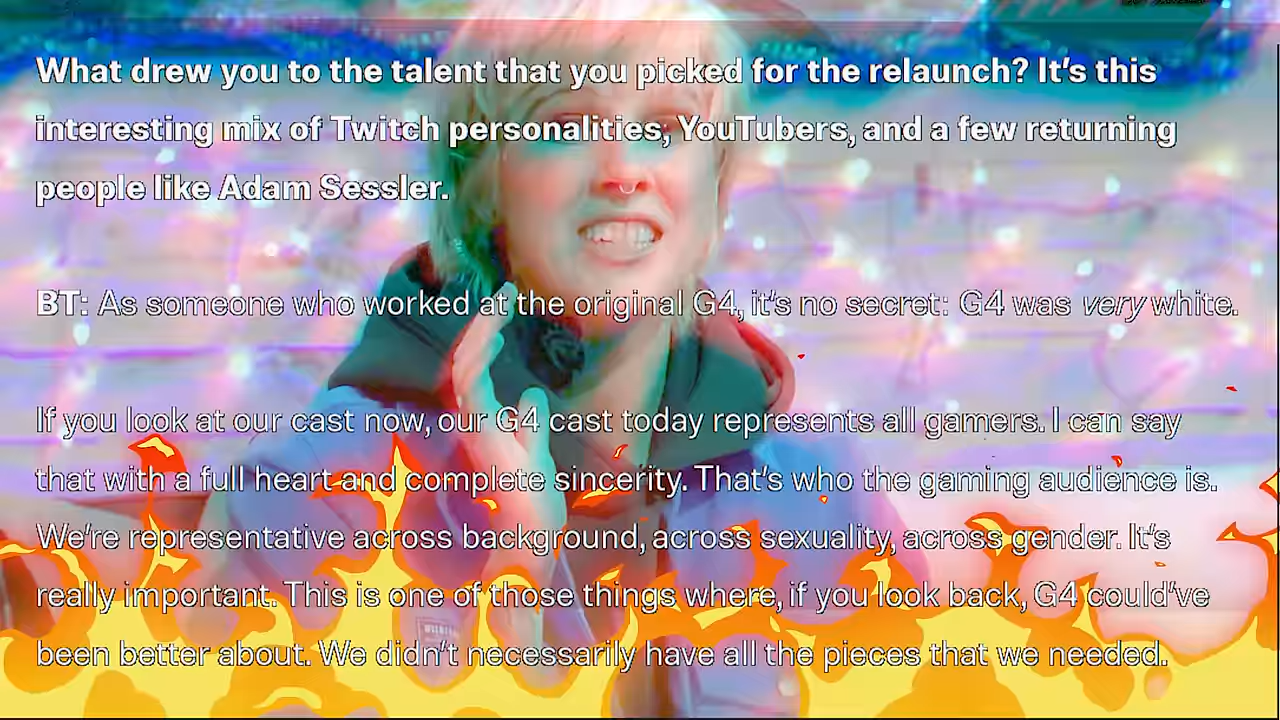 What drew you to the talent that you picked for the relaunch? It's this
interesting mix of Twitch personalities, YouTubers, and a few returning
people like Adam Sessler.
BT: As someone who worked at the original G4, it's no secret: G4 was very white.
If you look at our cast now, our G4 cast today represents all gamers. I can say
that with a full heart and complete sincerity. That's who the gaming audience is.
We're representative across background, across sexuality, across gender. It's
really important. This is one of those things where, if you look back, G4 could've
been better about. We didn't necessarily have all the pieces that we needed.